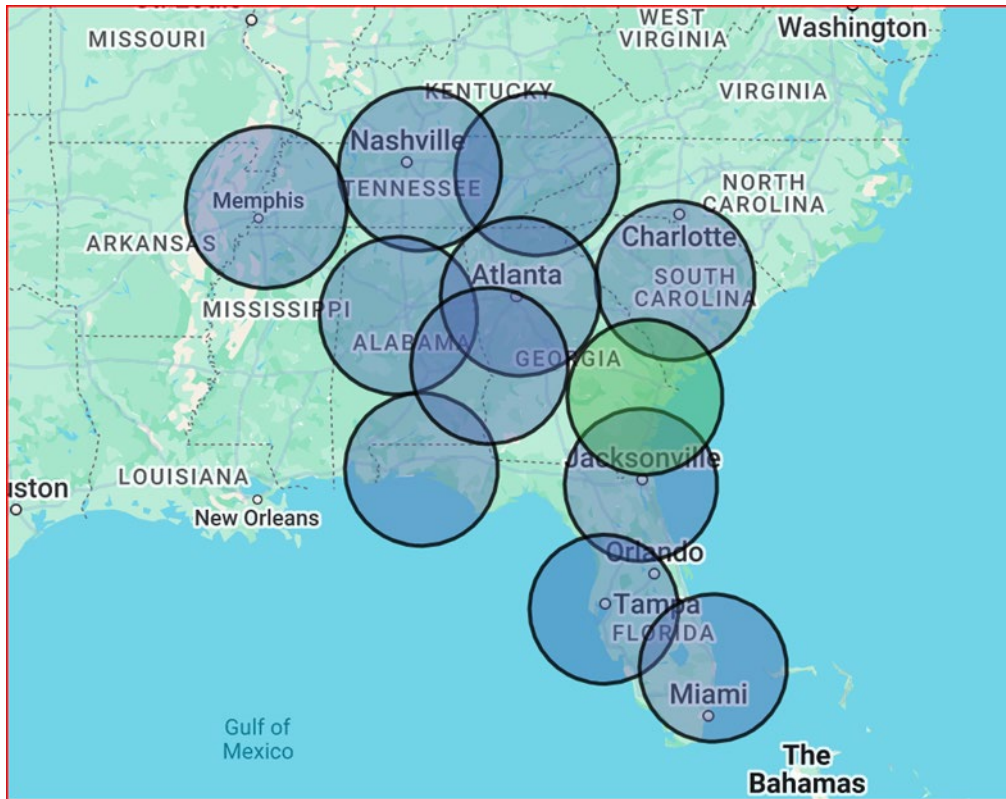 MISSOURI
WEST
VIRGINIA
Washington
KENTUCKY
VIRGINIA
Nashville
TENNESSEE
Memphis
NORTH
CAROLINA
ARKANSAS
Charlotte
Atlanta
SOUTH
CAROLINA
MISSISSIPPI
ALABAMA
GEORGIA
Jacksonville
LOUISIANA
uston
New Orleans
Orlando
Tampa
FLORIDA
Miami
Gulf of
Mexico
The
Bahamas